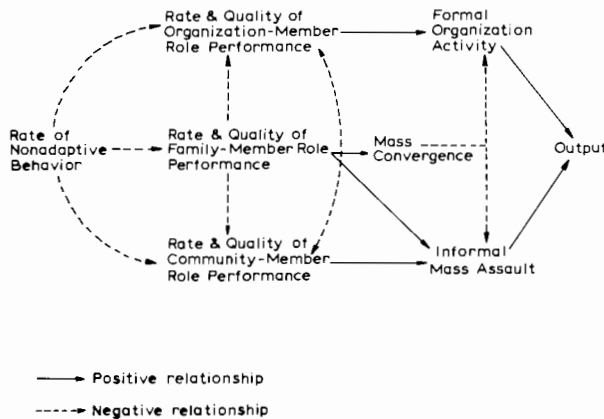 Rate & Quality of
Organization-Member
Role Performance
Formal
Organization
Activity
Rate of
Nonadaptive
Behavior
Rate & Quality of
Family-Member Role
Performance
Mass
Convergence
Output
Rate & Quality of
Community-Member
Role Performance
Informal
Mass Assault
Positive relationship
Negative relationship